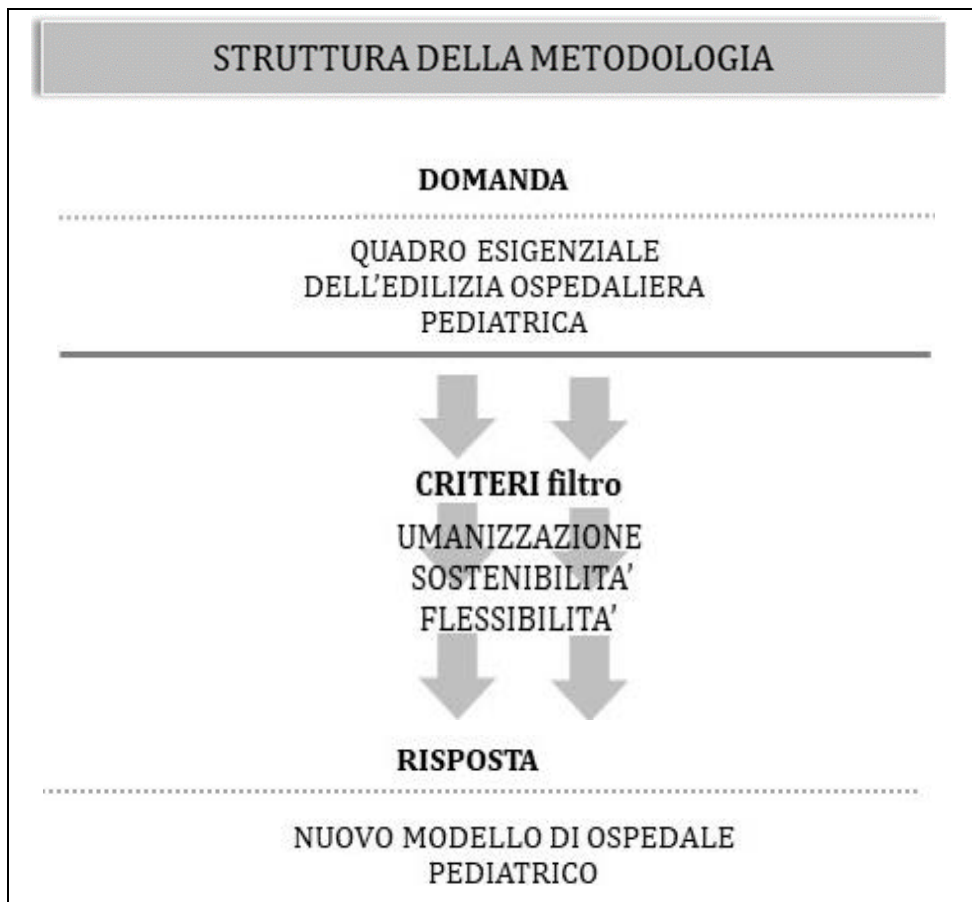 STRUTTURA DELLA METODOLOGIA
DOMANDA
QUADRO ESIGENZIALE
DELL'EDILIZIA OSPEDALIERA
PEDIATRICA
CRITERI filtro
UMANIZZAZIONE
SOSTENIBILITA'
FLESSIBILITA'
RISPOSTA
NUOVO MODELLO DI OSPEDALE
PEDIATRICO